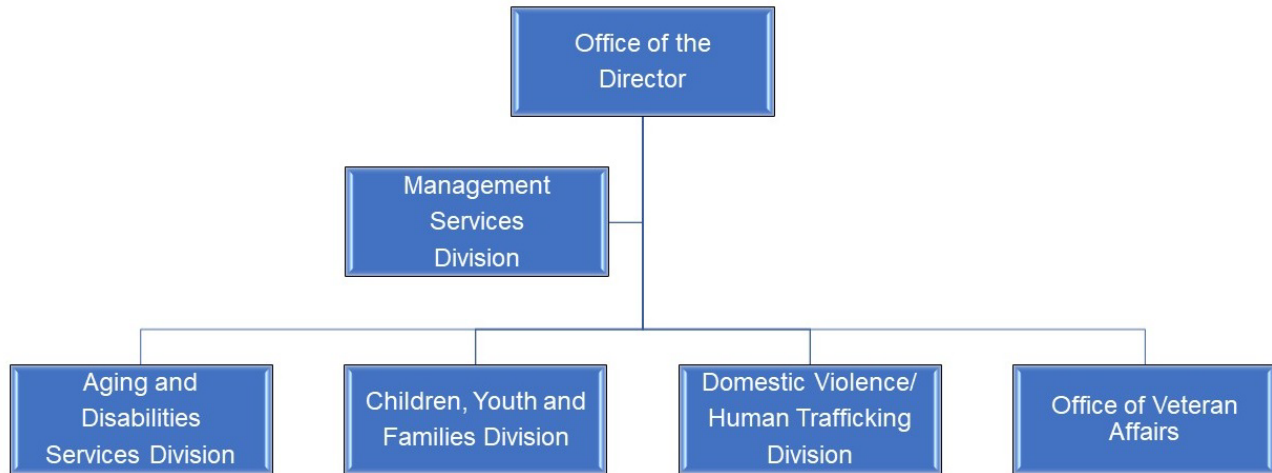 Office of the
Director
Management
Services
Division
Aging and
Disabilities
Services Division
Children, Youth and
Families Division
Domestic Violence/
Human Trafficking
Division
Office of Veteran
Affairs